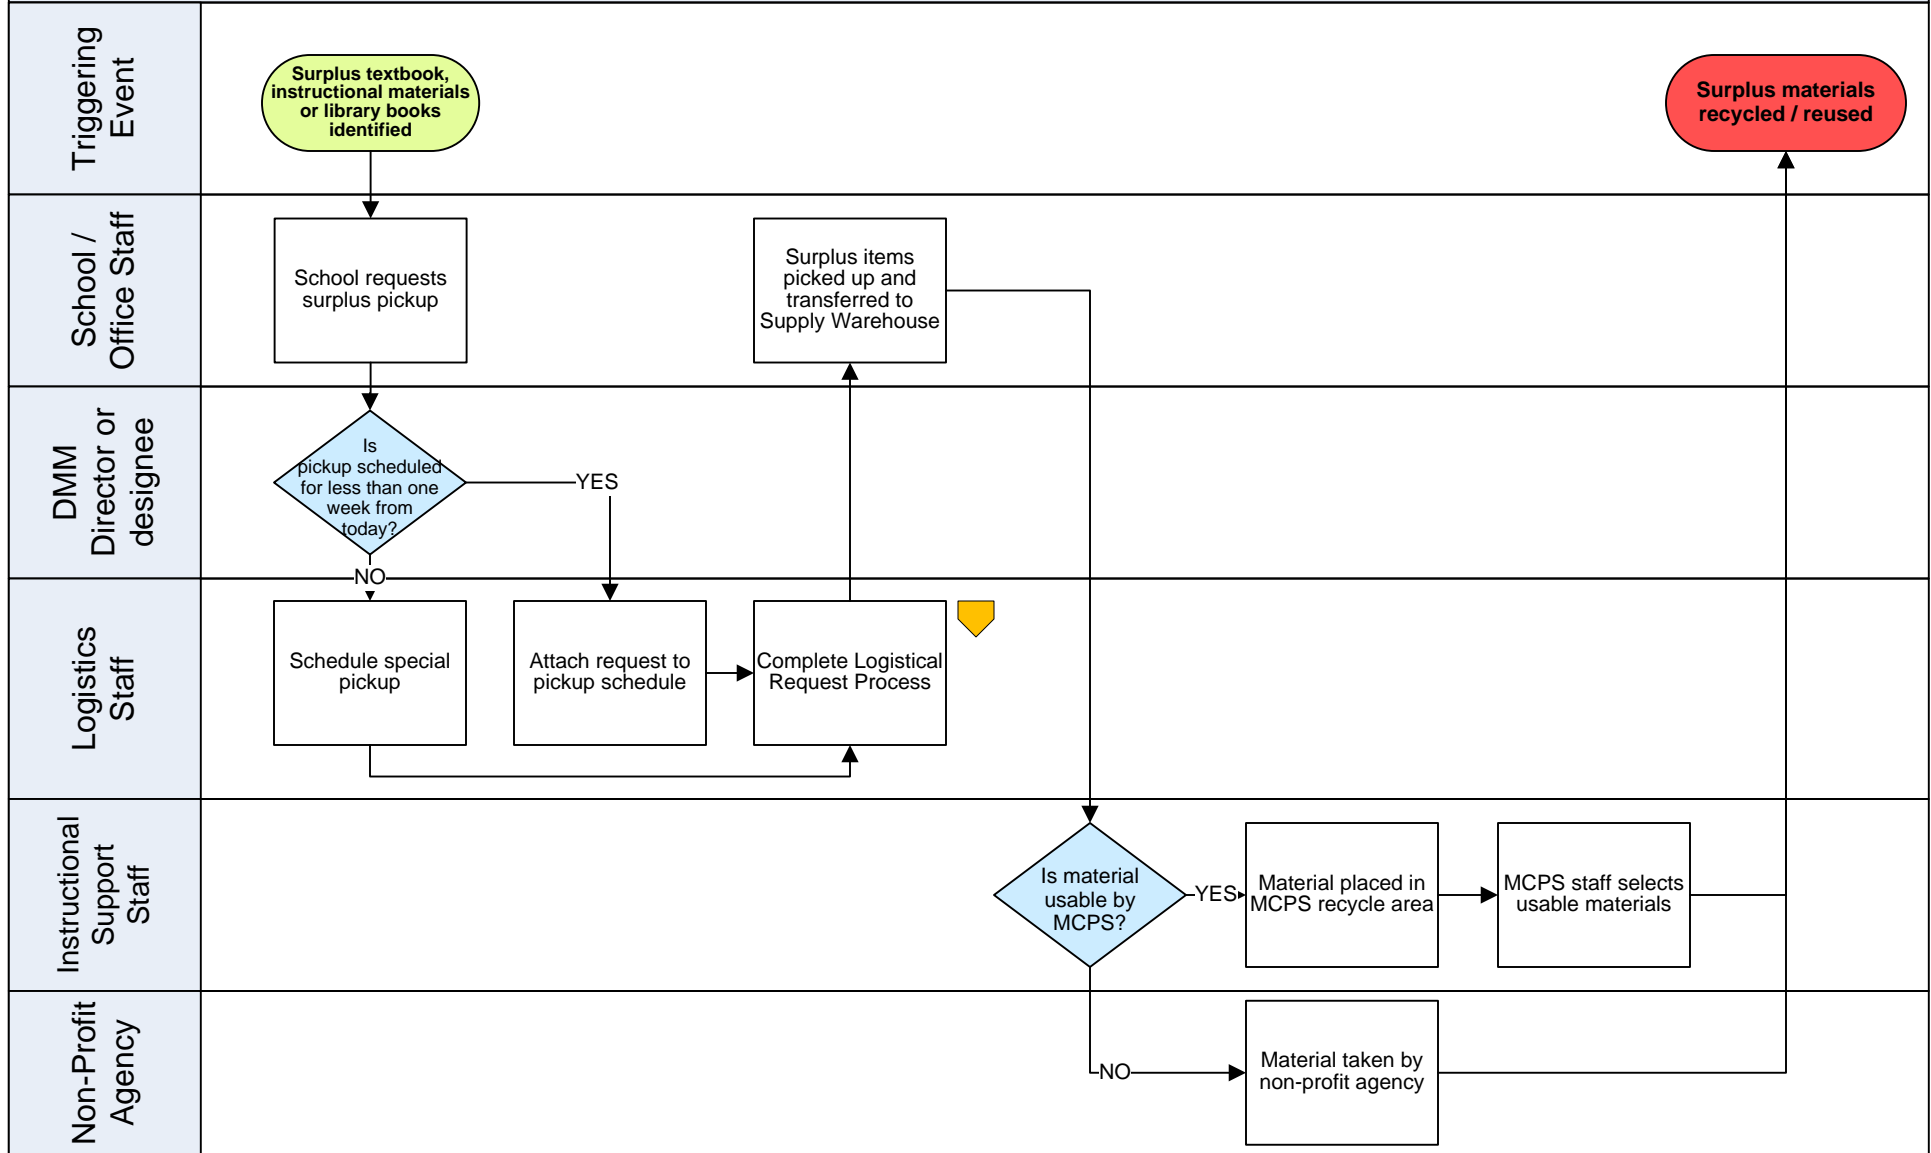 Triggering
Event
Surplus textbook,
instructional materials
or library books
identified
Surplus materials
recycled / reused
School /
Office Staff
School requests
surplus pickup
Surplus items
picked up and
transferred to
Supply Warehouse
DMM
Director or
designee
Is
pickup scheduled
for less than one
week from
today?
YES
NO
Logistics
Staff
Schedule special
pickup
Attach request to
pickup schedule
Complete Logistical
Request Process
Instructional
Support
Staff
Is material
usable by
MCPS?
YES
Material placed in
MCPS recycle area
MCPS staff selects
usable materials
Non-Profit
Agency
NO
Material taken by
non-profit agency